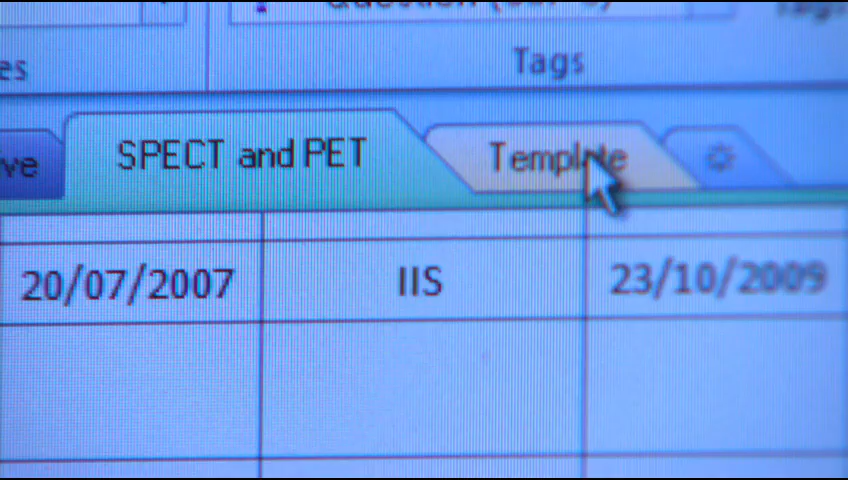 es
Tags
ve
SPECT and PET
Template
20/07/2007
IIS
23/10/2009